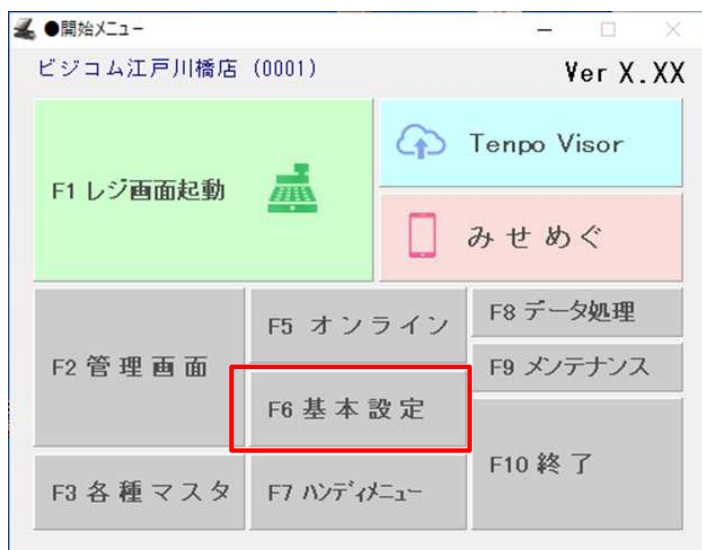 ●開始メニュー
ビジコム江戸川橋店 (0001)
Ver X.XX
F1 レジ画面起動
Tenpo Visor
みせめぐ
F2 管理画面
F5 オンライン
F8 データ処理
F9 メンテナンス
F6 基本設定
F10 終了
F3 各種マスタ
F7 ハンディメニュー